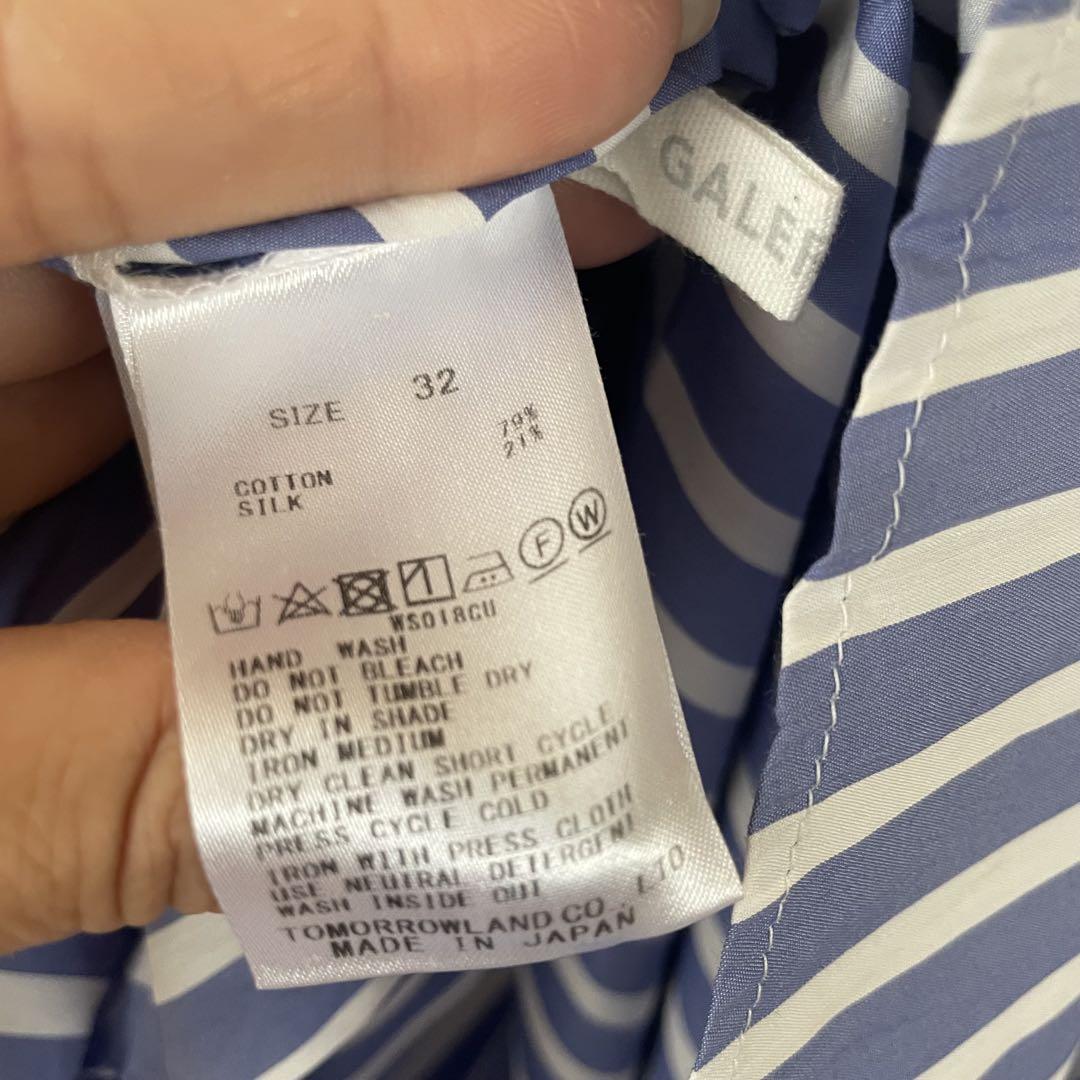 GALE
SIZE 32
COTTON 79%
SILK 21%
F W
WS018CU
HAND WASH
DO NOT BLEACH
DO NOT TUMBLE DRY
DRY IN SHADE
IRON MEDIUM
DRY CLEAN SHORT CYCLE
MACHINE WASH PERMANENT
PRESS CYCLE COLD
IRON WITH PRESS CLOTH
USE NEUTRAL DETERGENT
WASH INSIDE OUT
TOMORROWLAND CO.,
MADE IN JAPAN